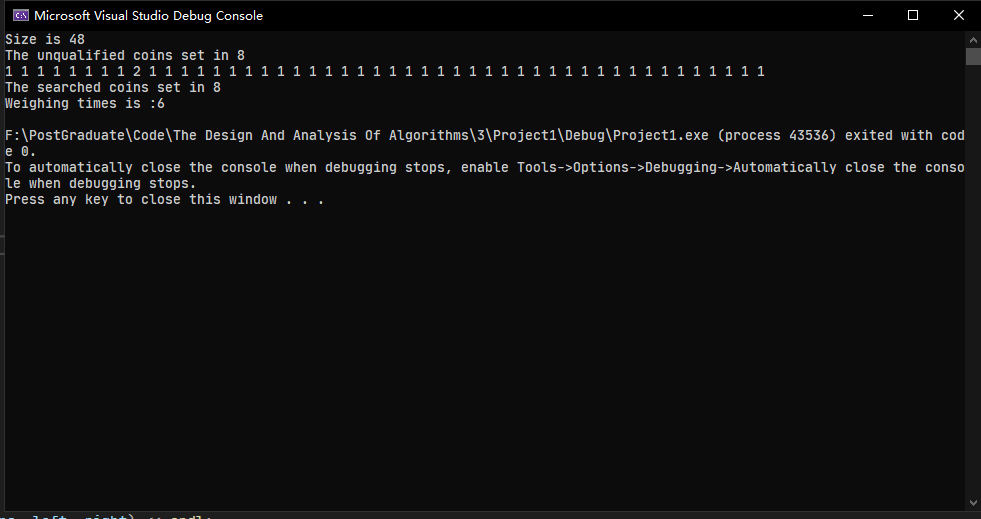 Microsoft Visual Studio Debug Console
Size is 48
The unqualified coins set in 8
1 1 1 1 1 1 1 1 2 1 1 1 1 1 1 1 1 1 1 1 1 1 1 1 1 1 1 1 1 1 1 1 1 1 1 1 1 1 1 1 1 1 1 1 1 1 1 1
The searched coins set in 8
Weighing times is :6
F:\PostGraduate\Code\The Design And Analysis Of Algorithms\3\Project1\Debug\Project1.exe (process 43536) exited with cod
e 0.
To automatically close the console when debugging stops, enable Tools->Options->Debugging->Automatically close the conso
le when debugging stops.
Press any key to close this window . . .